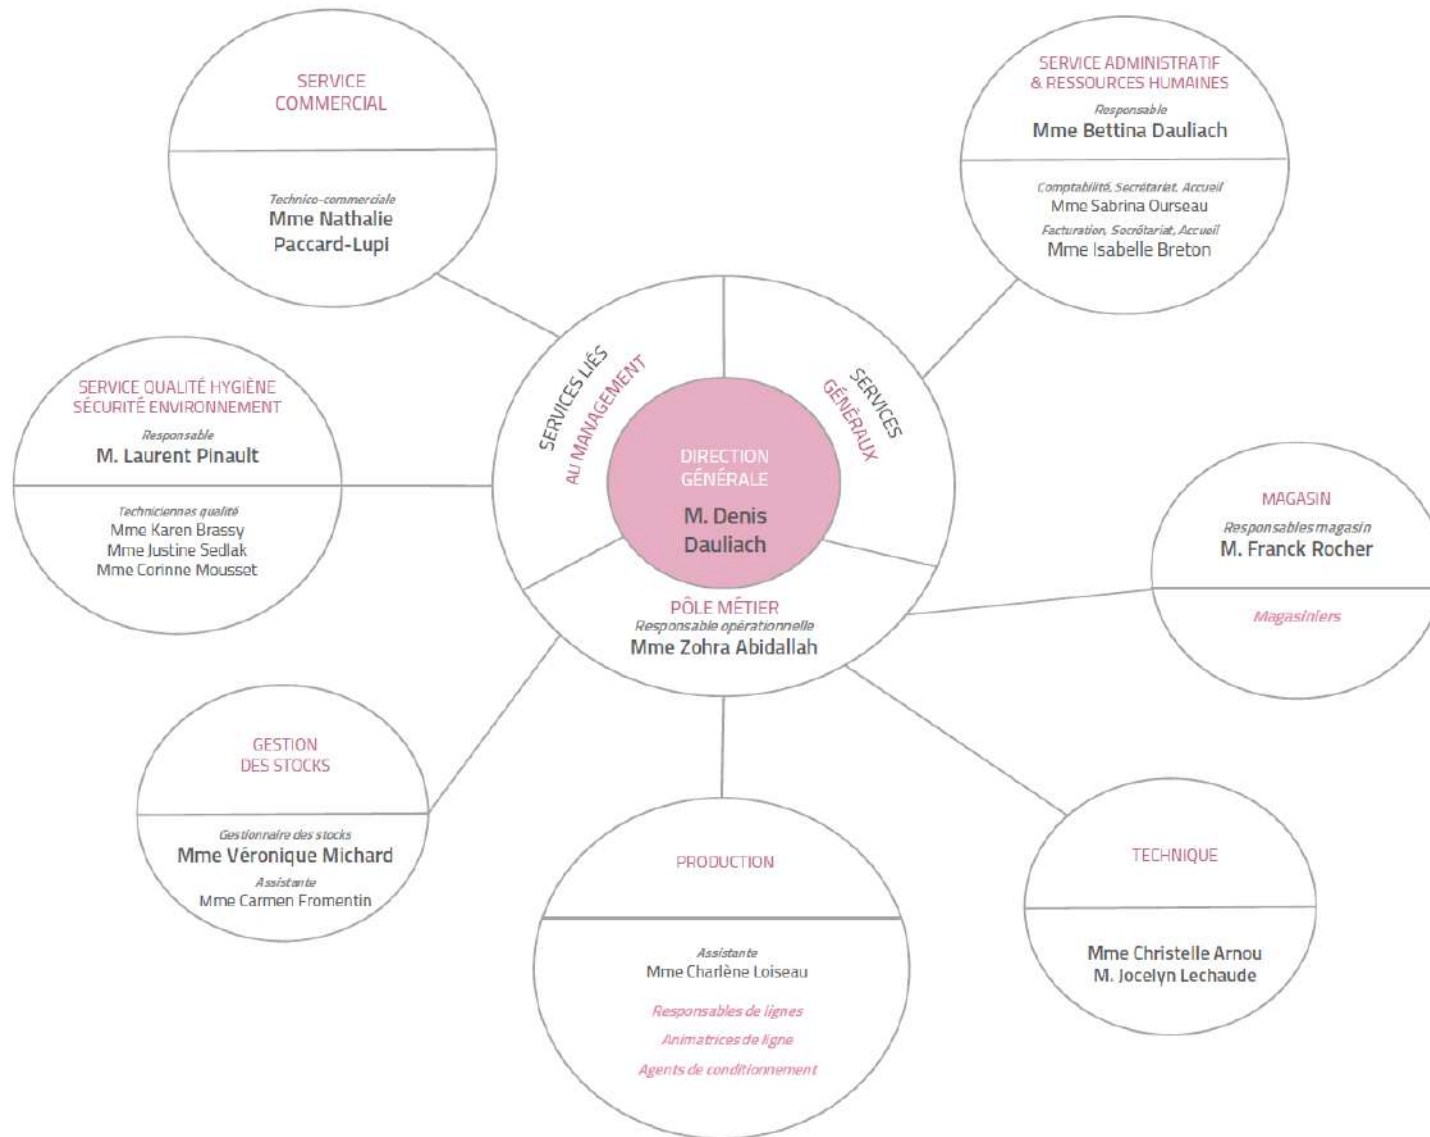 SERVICE
COMMERCIAL
Technico-commerciale
Mme Nathalie
Paccard-Lupi
SERVICE ADMINISTRATIF
& RESSOURCES HUMAINES
Responsable
Mme Bettina Dauliach
Comptabilité, Secrétariat, Accueil
Mme Sabrina Ourseau
Facturation, Secrétariat, Accueil
Mme Isabelle Breton
SERVICE QUALITÉ HYGIÈNE
SÉCURITÉ ENVIRONNEMENT
Responsable
M. Laurent Pinault
Techniciennes qualité
Mme Karen Brassy
Mme Justine Sedlak
Mme Corinne Mousset
SERVICES LIÉS
AU MANAGEMENT
SERVICES
GÉNÉRAUX
DIRECTION
GÉNÉRALE
M. Denis
Dauliach
PÔLE MÉTIER
Responsable opérationnelle
Mme Zohra Abidallah
MAGASIN
Responsables magasin
M. Franck Rocher
Magasiniers
GESTION
DES STOCKS
Gestionnaire des stocks
Mme Véronique Michard
Assistante
Mme Carmen Fromentin
PRODUCTION
Assistante
Mme Charlène Loiseau
Responsables de lignes
Animatrices de ligne
Agents de conditionnement
TECHNIQUE
Mme Christelle Arnou
M. Jocelyn Lechaude